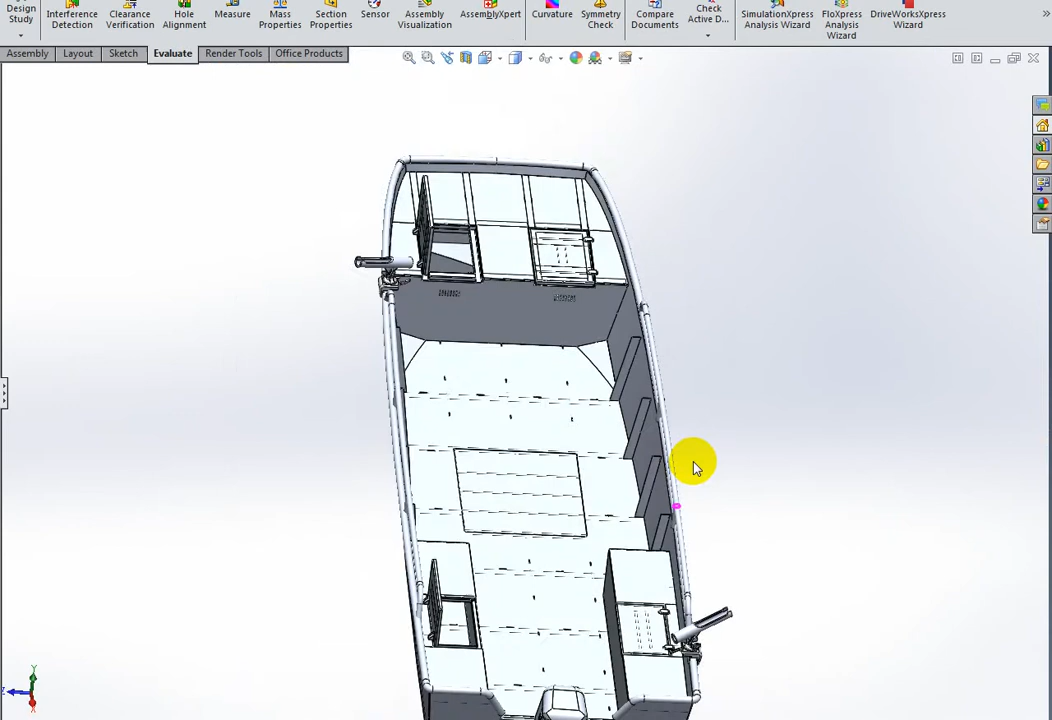 Design Interference Clearance Hole Measure Mass Section Sensor Assembly AssemblyXpert Curvature Symmetry Compare Check SimulationXpress FloXpress DriveWorksXpress
Study Detection Verification Alignment Properties Properties Visualization Check Documents Active D... Analysis Wizard Analysis Wizard
Wizard
Assembly Layout Sketch Evaluate Render Tools Office Products
Y
Z
X